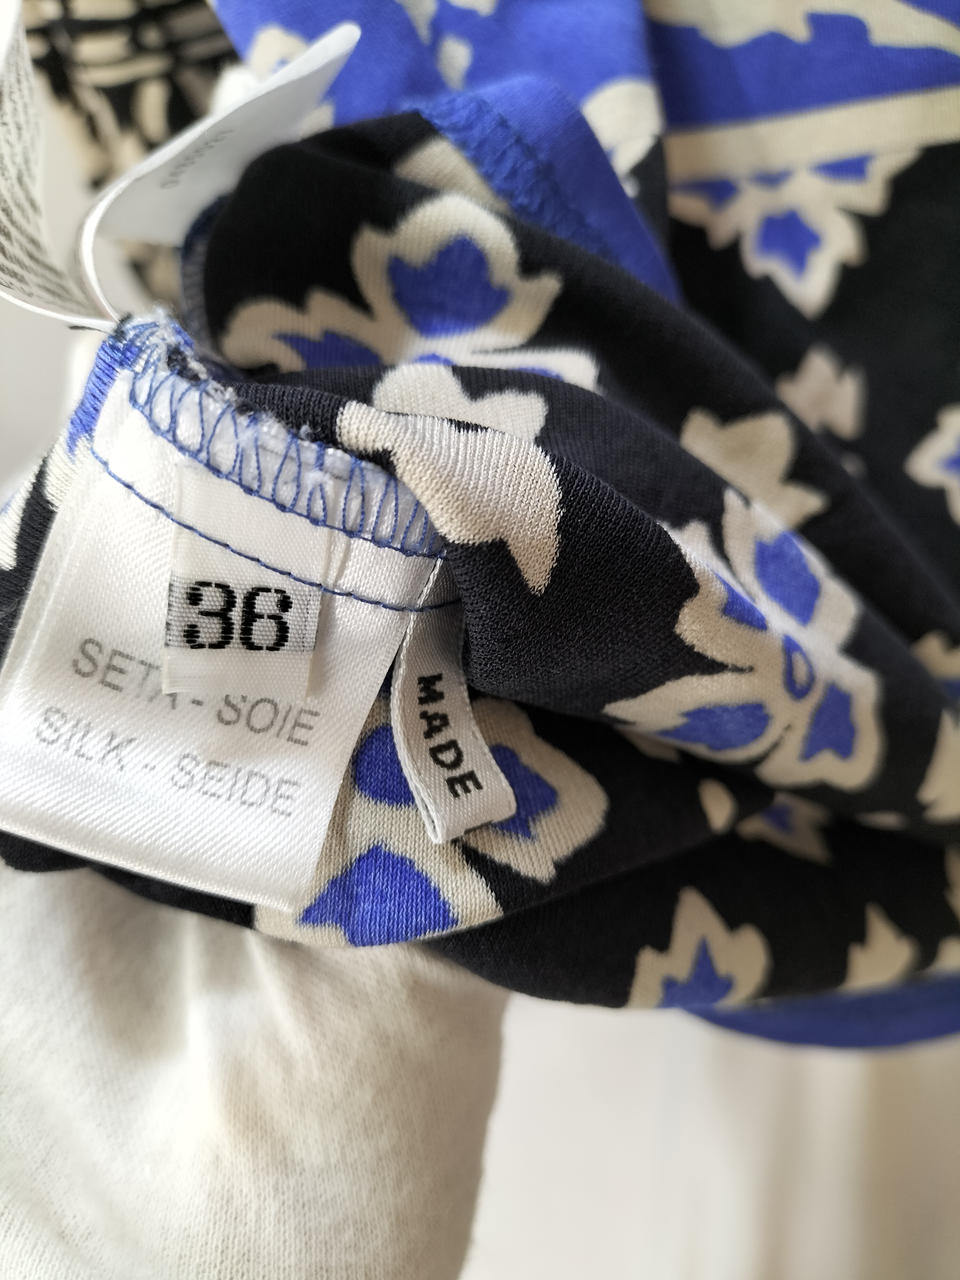 36
SETA - SOIE
SILK - SEIDE
MADE